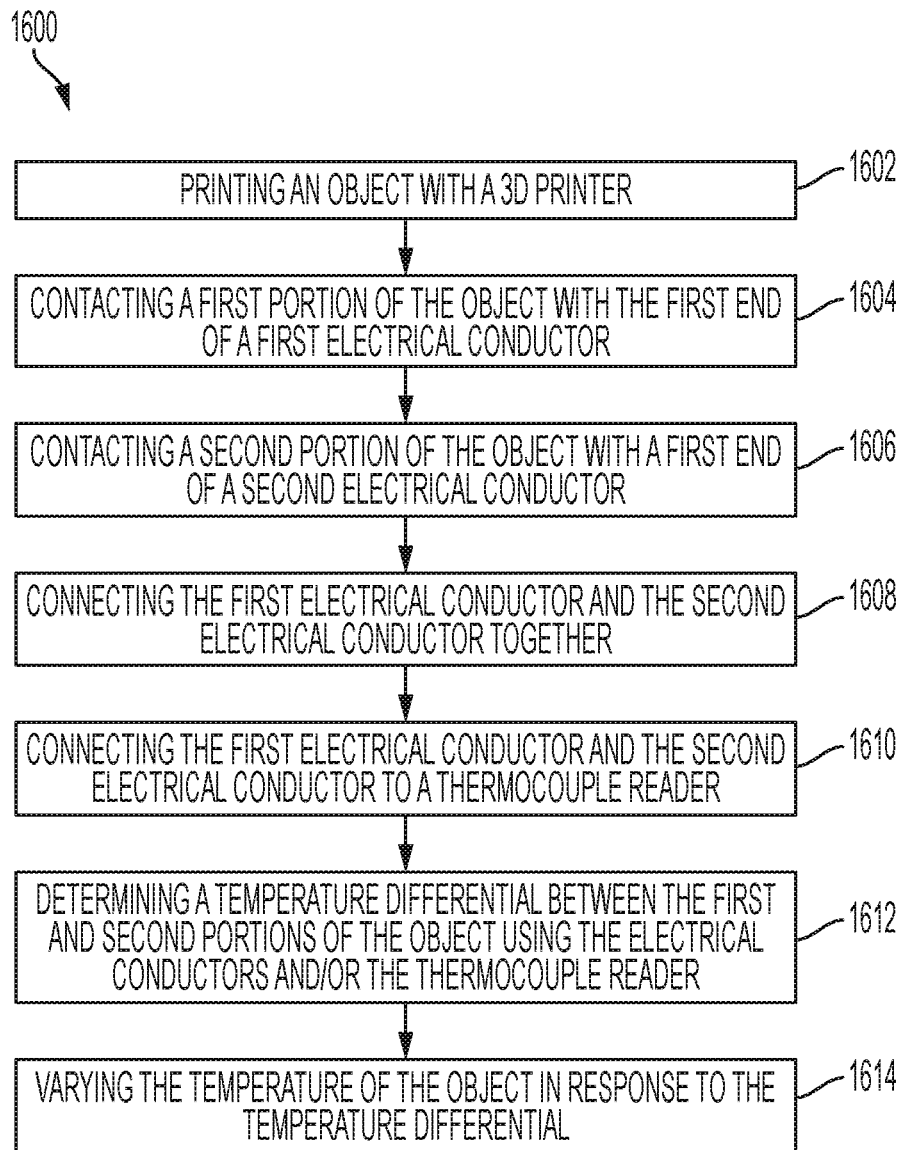 1600
PRINTING AN OBJECT WITH A 3D PRINTER
1602
CONTACTING A FIRST PORTION OF THE OBJECT WITH THE FIRST END
OF A FIRST ELECTRICAL CONDUCTOR
1604
CONTACTING A SECOND PORTION OF THE OBJECT WITH A FIRST END
OF A SECOND ELECTRICAL CONDUCTOR
1606
CONNECTING THE FIRST ELECTRICAL CONDUCTOR AND THE SECOND
ELECTRICAL CONDUCTOR TOGETHER
1608
CONNECTING THE FIRST ELECTRICAL CONDUCTOR AND THE SECOND
ELECTRICAL CONDUCTOR TO A THERMOCOUPLE READER
1610
DETERMINING A TEMPERATURE DIFFERENTIAL BETWEEN THE FIRST
AND SECOND PORTIONS OF THE OBJECT USING THE ELECTRICAL
CONDUCTORS AND/OR THE THERMOCOUPLE READER
1612
VARYING THE TEMPERATURE OF THE OBJECT IN RESPONSE TO THE
TEMPERATURE DIFFERENTIAL
1614